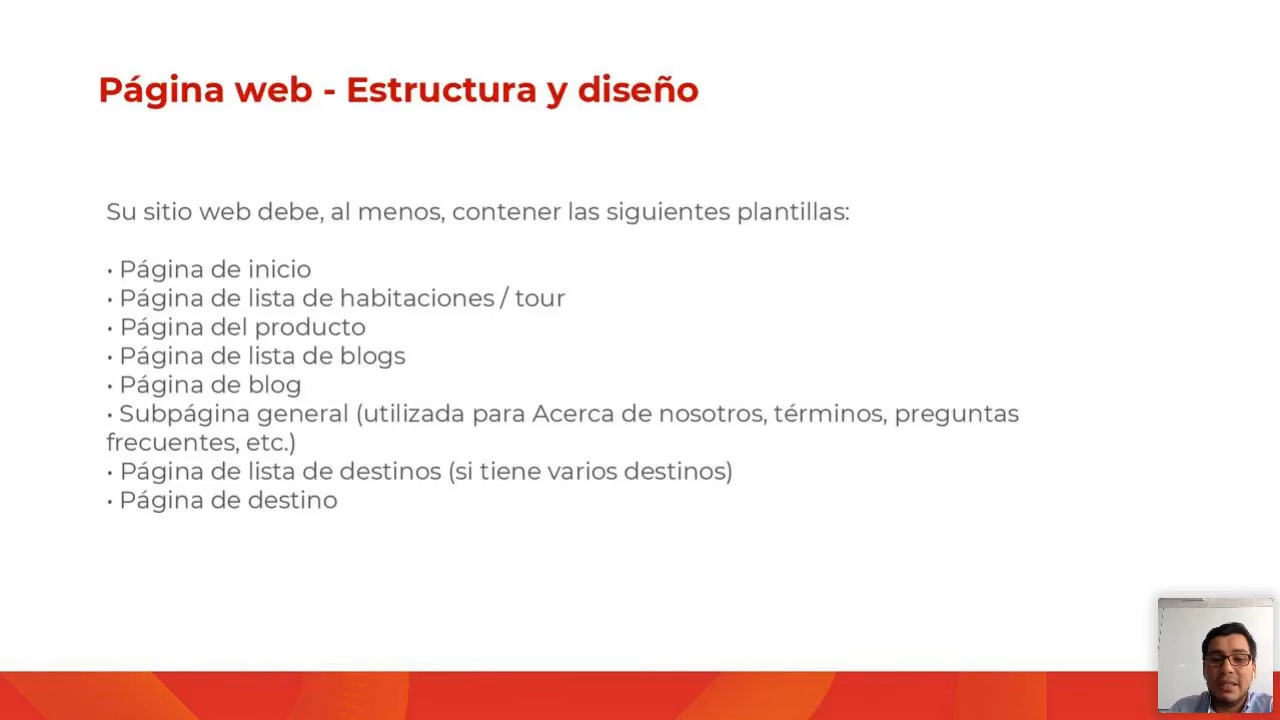 Página web - Estructura y diseño
Su sitio web debe, al menos, contener las siguientes plantillas:
• Página de inicio
• Página de lista de habitaciones / tour
• Página del producto
• Página de lista de blogs
• Página de blog
• Subpágina general (utilizada para Acerca de nosotros, términos, preguntas
frecuentes, etc.)
• Página de lista de destinos (si tiene varios destinos)
• Página de destino